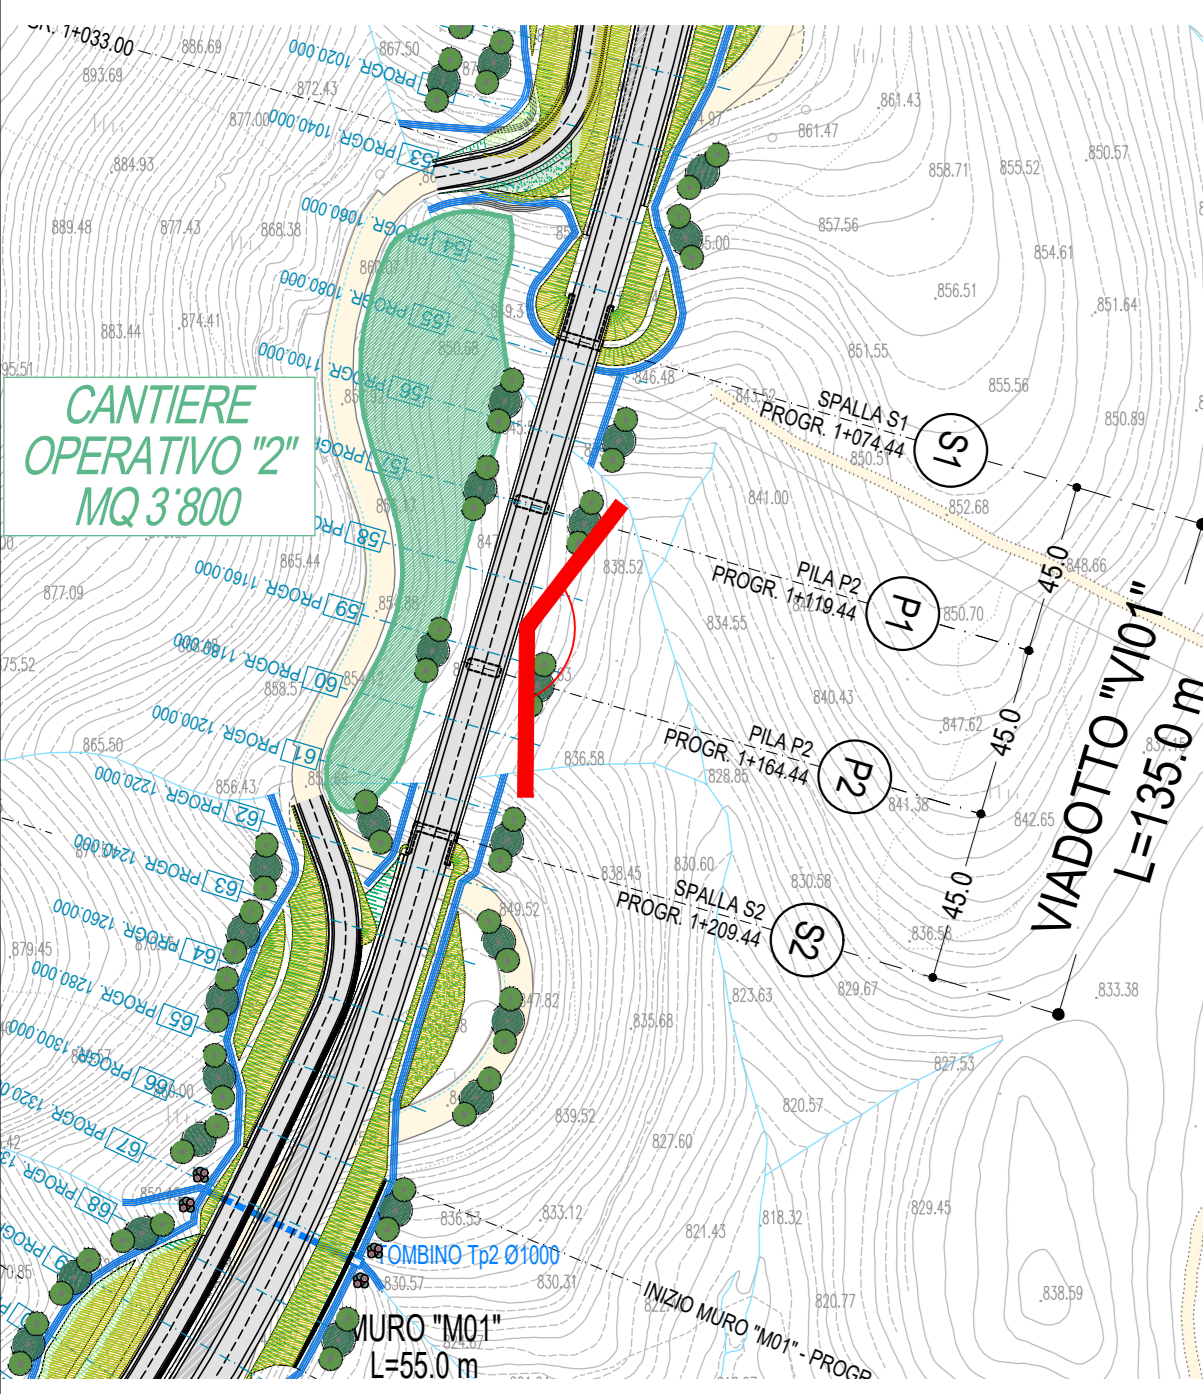 1+033.00
886.69
867.50
893.69
872.43
877.00
884.93
889.48
877.43
868.38
883.44
874.41
1020.000 PROGR.
1040.000 PROGR. 53
1060.000 54
PROGR. 1080.000 55
PROGR. 1100.000 56
PROGR 57
58
PROGR. 1160.000 59
PROGR. 1180.000 60
PROGR. 1200.000 61
PROGR. 1220.000 62
PROGR. 1240.000 63
PROGR. 1260.000 64
PROGR. 1280.000 65
PROGR. 1300.000 66
PROGR. 1320.0 67
PROGR. 68
CANTIERE
OPERATIVO "2"
MQ 3'800
861.43
861.47
858.71
855.52
850.57
857.56
854.61
856.51
851.64
851.55
855.56
850.89
846.48
843.52
850.68
SPALLA S1
PROGR. 1+074.44
S1
852.68
841.00
848.66
838.52
PILA P2
PROGR. 1+119.44
P1
850.70
834.55
840.43
847.62
45.0
45.0
45.0
VIADOTTO "VI01"
L=135.0 m
PILA P2
PROGR. 1+164.44
P2
836.58
828.85
841.38
842.65
865.44
877.09
865.50
856.43
838.45
830.60
830.58
SPALLA S2
PROGR. 1+209.44
S2
849.52
836.58
829.67
823.63
833.38
835.68
827.53
879.45
839.52
820.57
827.60
836.53
833.12
821.43
818.32
829.45
TOMBINO Tp2 Ø1000
830.57
830.31
820.77
838.59
INIZIO MURO "M01" - PROGR
MURO "M01"
L=55.0 m